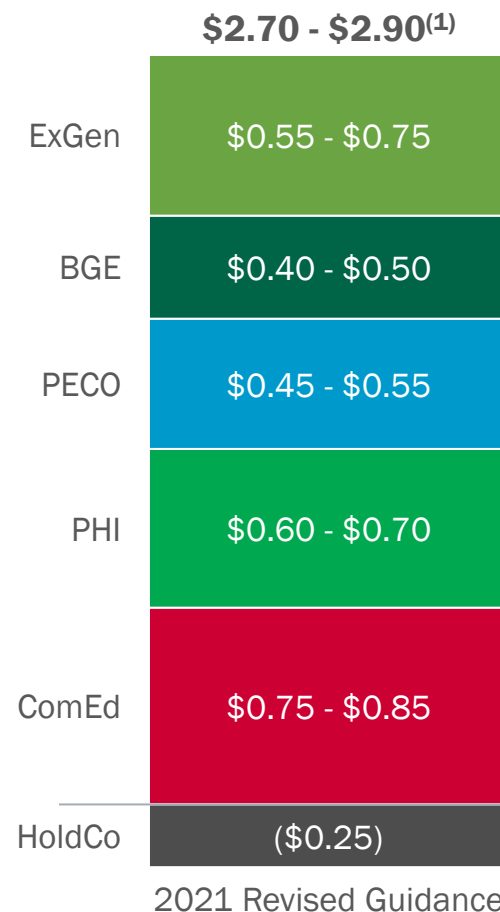 $2.70 - $2.90(1)
ExGen $0.55 - $0.75
BGE $0.40 - $0.50
PECO $0.45 - $0.55
PHI $0.60 - $0.70
ComEd $0.75 - $0.85
HoldCo ($0.25)
2021 Revised Guidance